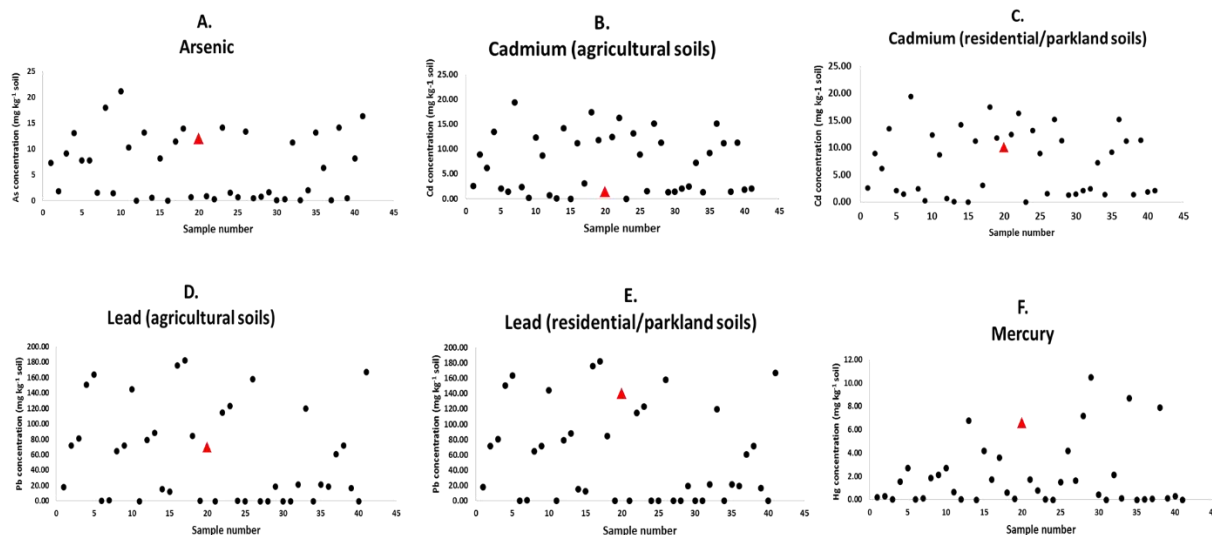 A.
Arsenic
As concentration (mg kg⁻¹ soil)
25
20
15
10
5
0
0 5 10 15 20 25 30 35 40 45
Sample number
B.
Cadmium (agricultural soils)
Cd concentration (mg kg-1 soil)
25.00
20.00
15.00
10.00
5.00
0.00
0 5 10 15 20 25 30 35 40 45
Sample number
C.
Cadmium (residential/parkland soils)
Cd concentration (mg kg-1 soil)
25.00
20.00
15.00
10.00
5.00
0.00
0 5 10 15 20 25 30 35 40 45
Sample number
D.
Lead (agricultural soils)
Pb concentration (mg kg⁻¹ soil)
200.00
180.00
160.00
140.00
120.00
100.00
80.00
60.00
40.00
20.00
0.00
0 5 10 15 20 25 30 35 40 45
Sample number
E.
Lead (residential/parkland soils)
Pb concentration (mg kg⁻¹ soil)
200.00
180.00
160.00
140.00
120.00
100.00
80.00
60.00
40.00
20.00
0.00
0 5 10 15 20 25 30 35 40 45
Sample number
F.
Mercury
Hg concentration (mg kg⁻¹ soil)
12.00
10.00
8.00
6.00
4.00
2.00
0.00
0 5 10 15 20 25 30 35 40 45
Sample number